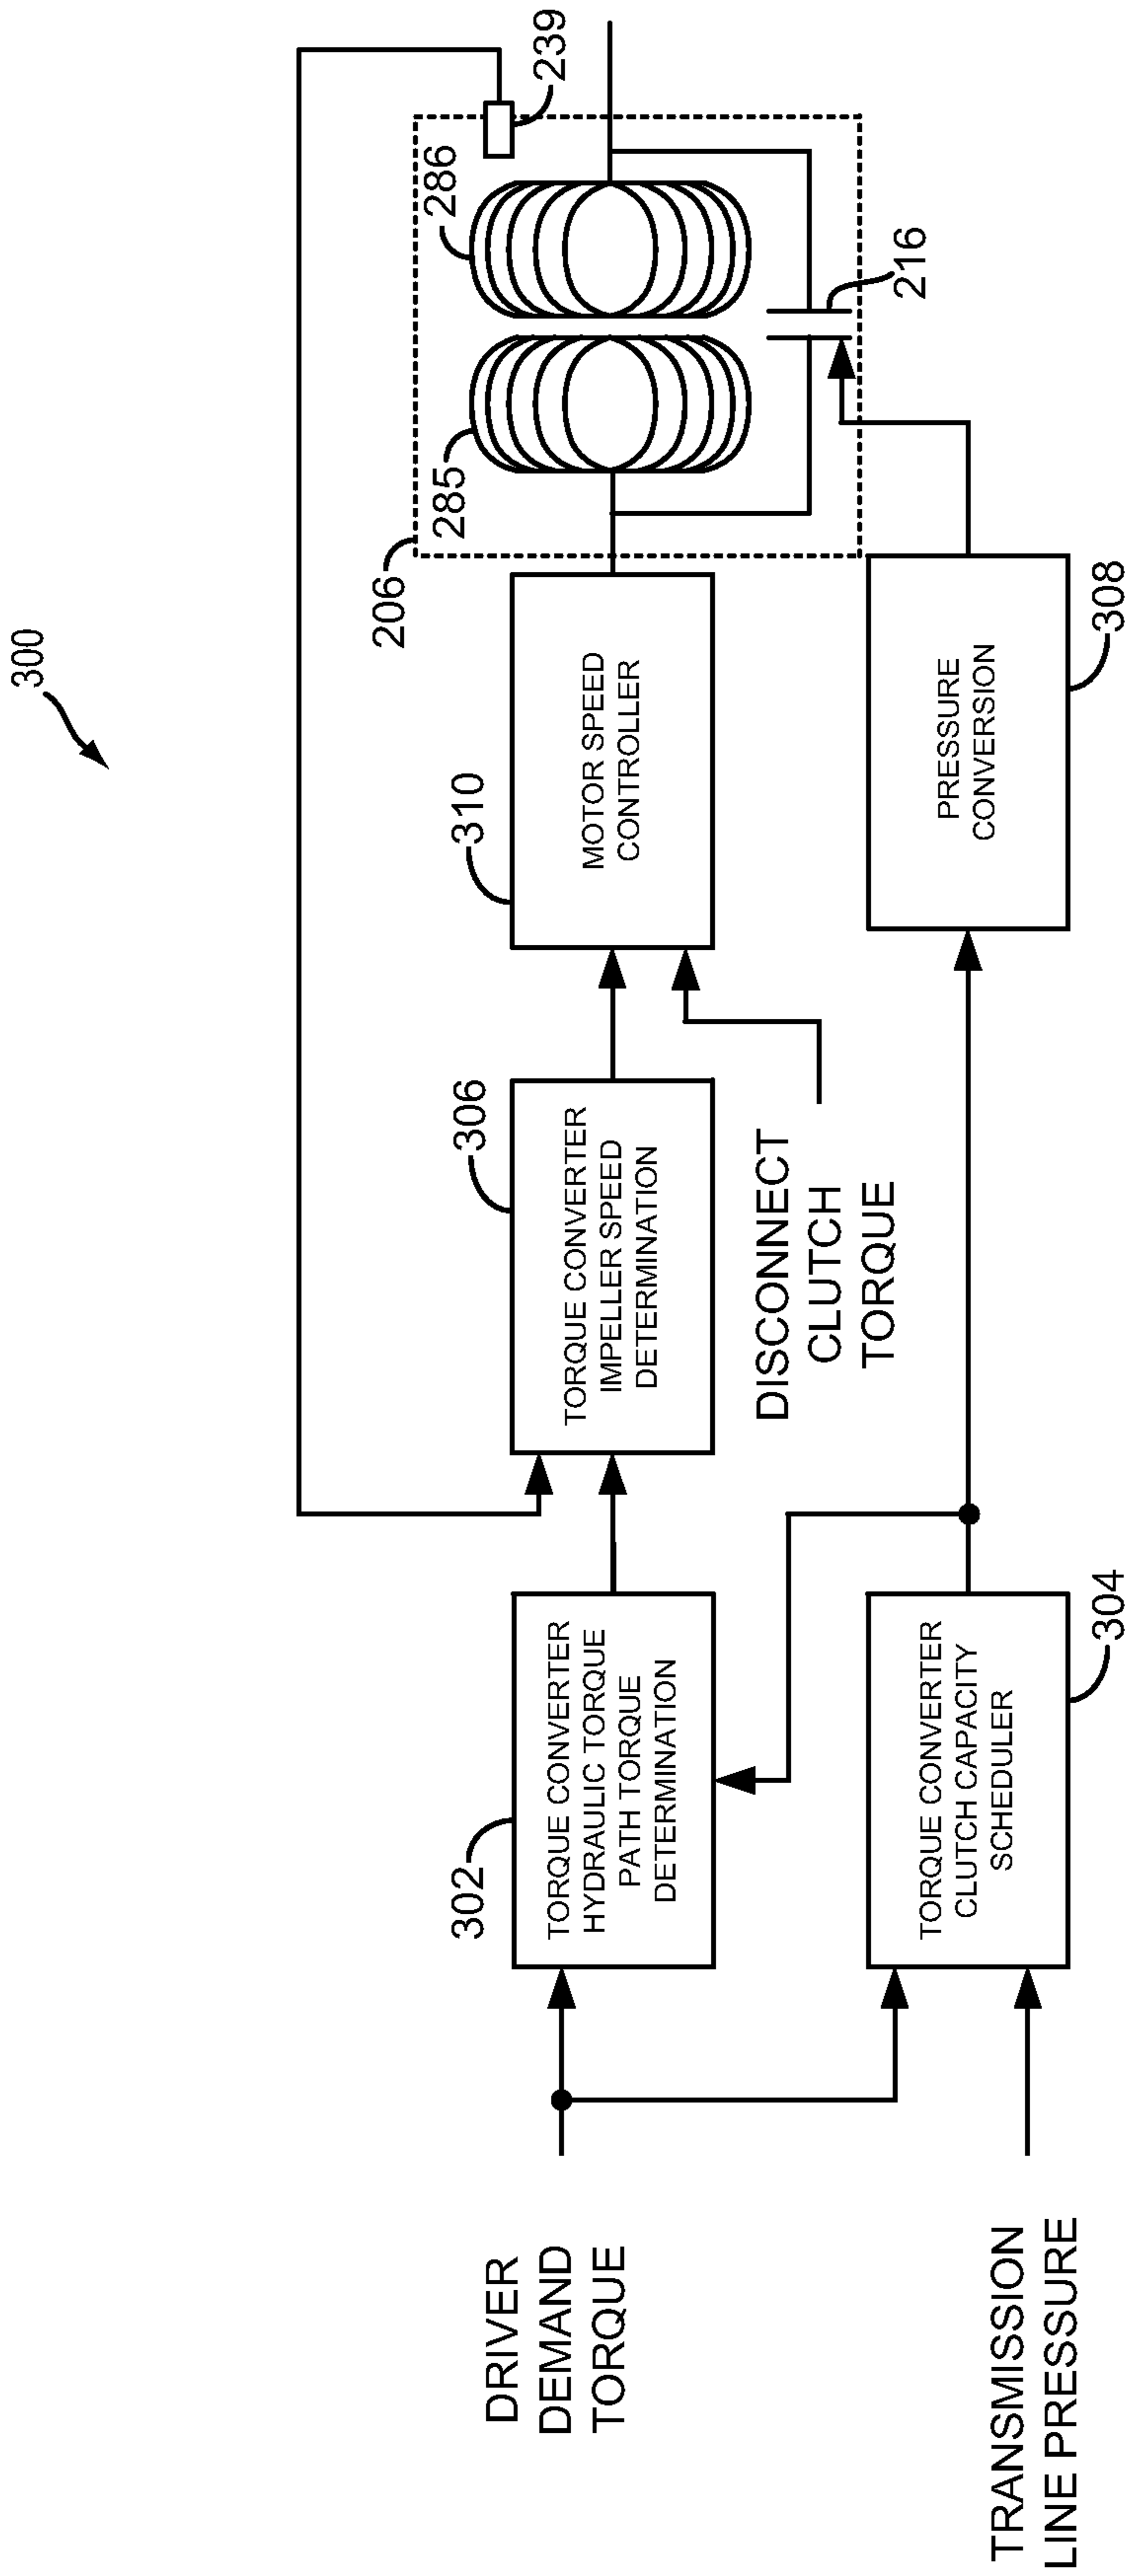 300
239
286
285
206
216
310
MOTOR SPEED
CONTROLLER
308
PRESSURE
CONVERSION
306
TORQUE CONVERTER
IMPELLER SPEED
DETERMINATION
DISCONNECT
CLUTCH
TORQUE
302
TORQUE CONVERTER
HYDRAULIC TORQUE
PATH TORQUE
DETERMINATION
304
TORQUE CONVERTER
CLUTCH CAPACITY
SCHEDULER
DRIVER
DEMAND
TORQUE
TRANSMISSION
LINE PRESSURE